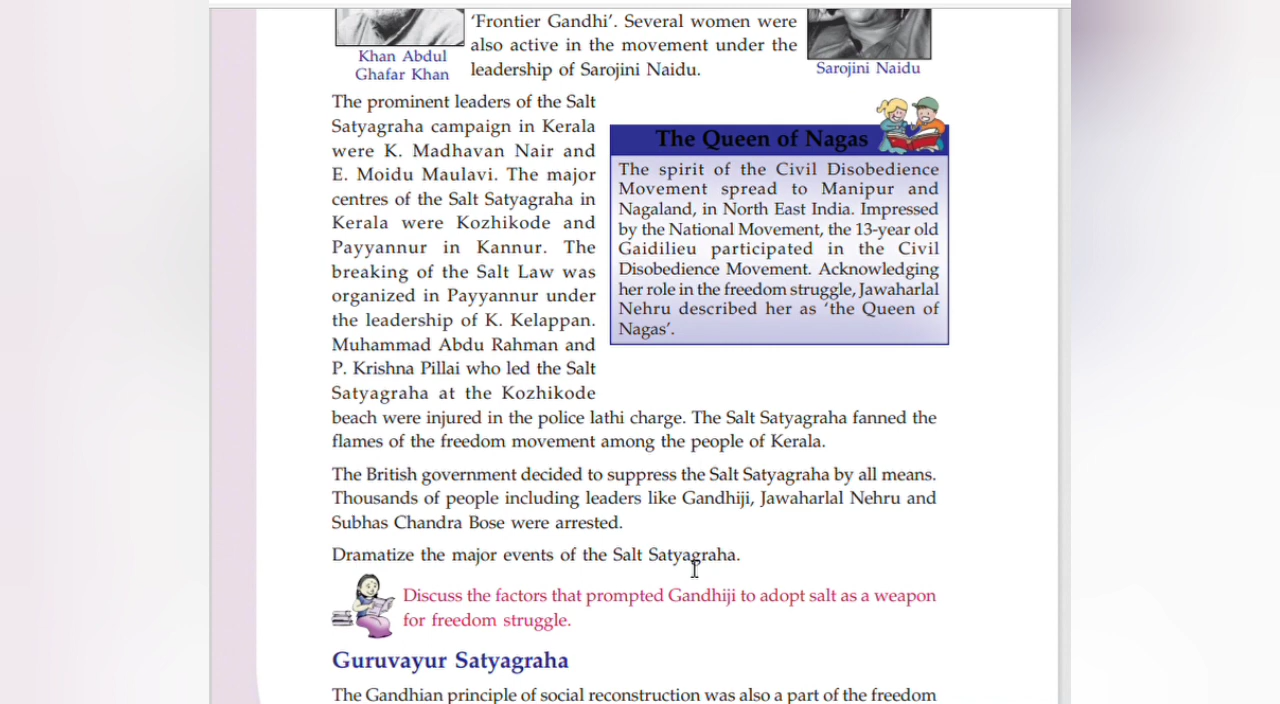 'Frontier Gandhi'. Several women were
also active in the movement under the
leadership of Sarojini Naidu.
Khan Abdul
Ghafar Khan
Sarojini Naidu
The prominent leaders of the Salt
Satyagraha campaign in Kerala
were K. Madhavan Nair and
E. Moidu Maulavi. The major
centres of the Salt Satyagraha in
Kerala were Kozhikode and
Payyannur in Kannur. The
breaking of the Salt Law was
organized in Payyannur under
the leadership of K. Kelappan.
Muhammad Abdu Rahman and
P. Krishna Pillai who led the Salt
Satyagraha at the Kozhikode
beach were injured in the police lathi charge. The Salt Satyagraha fanned the
flames of the freedom movement among the people of Kerala.
The Queen of Nagas
The spirit of the Civil Disobedience
Movement spread to Manipur and
Nagaland, in North East India. Impressed
by the National Movement, the 13-year old
Gaidilieu participated in the Civil
Disobedience Movement. Acknowledging
her role in the freedom struggle, Jawaharlal
Nehru described her as 'the Queen of
Nagas'.
The British government decided to suppress the Salt Satyagraha by all means.
Thousands of people including leaders like Gandhiji, Jawaharlal Nehru and
Subhas Chandra Bose were arrested.
Dramatize the major events of the Salt Satyagraha.
Discuss the factors that prompted Gandhiji to adopt salt as a weapon
for freedom struggle.
Guruvayur Satyagraha
The Gandhian principle of social reconstruction was also a part of the freedom